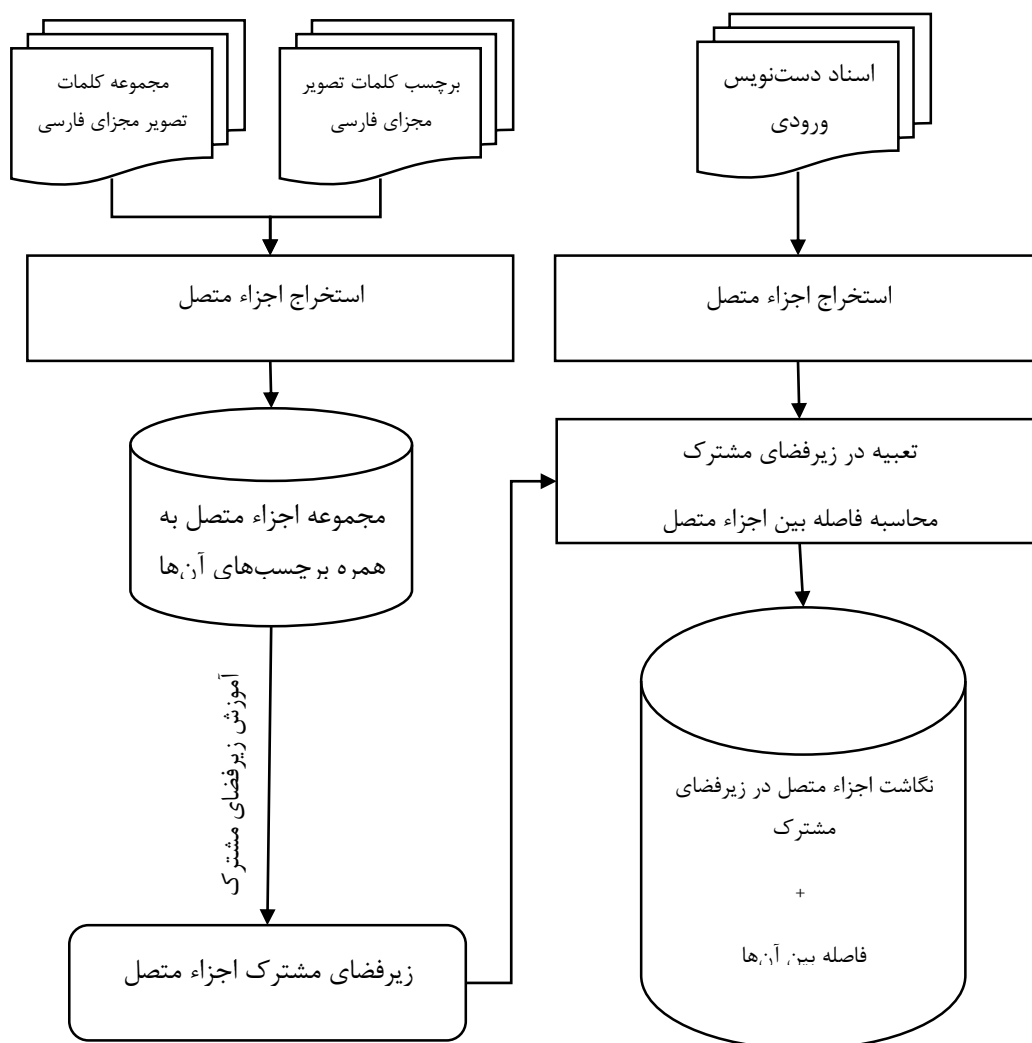 اسناد دست‌نویس
ورودی
برچسب کلمات تصویر
مجزای فارسی
مجموعه کلمات
تصویر مجزای فارسی
استخراج اجزاء متصل
استخراج اجزاء متصل
تعبیه در زیرفضای مشترک
محاسبه فاصله بین اجزاء متصل
مجموعه اجزاء متصل به
همره برچسب‌های آن‌ها
آموزش زیرفضای مشترک
نگاشت اجزاء متصل در زیرفضای
مشترک
+
فاصله بین آن‌ها
زیرفضای مشترک اجزاء متصل